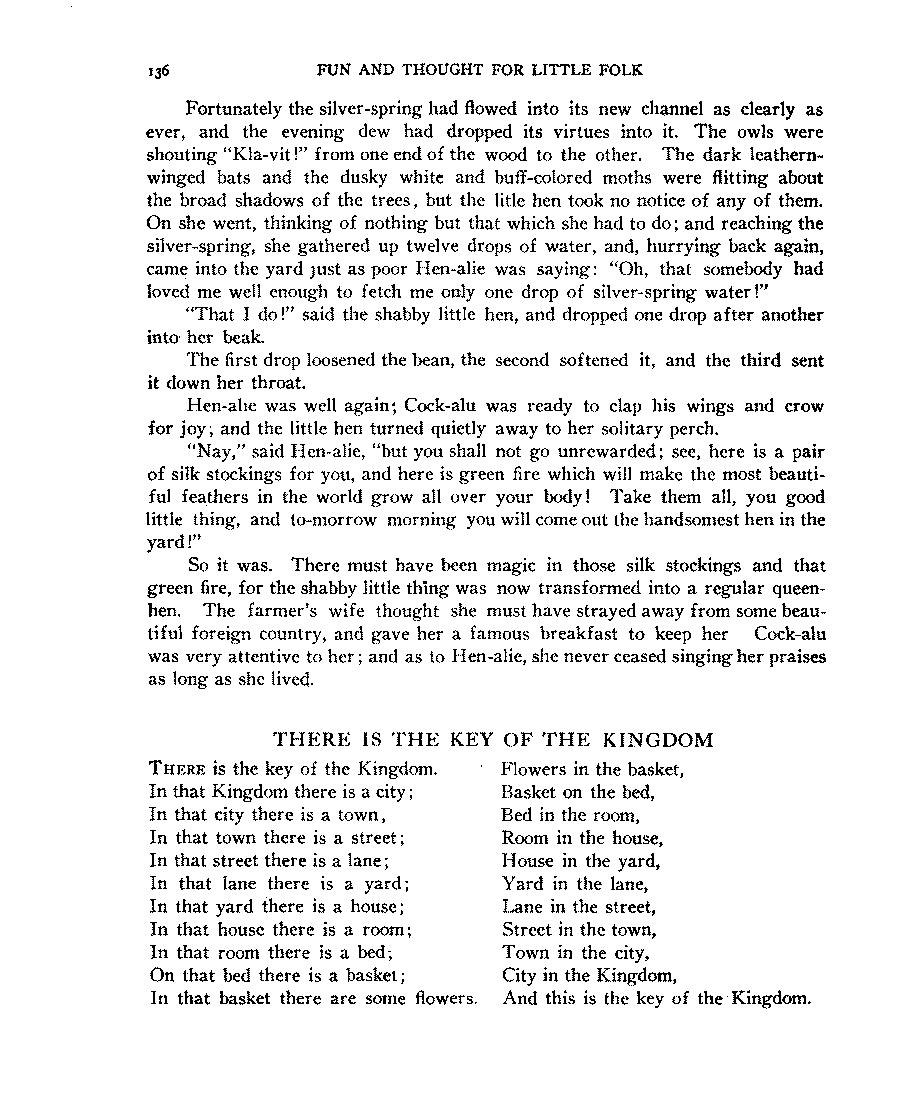 136 FUN AND THOUGHT FOR LITTLE FOLK
Fortunately the silver-spring had flowed into its new channel as clearly as
ever, and the evening dew had dropped its virtues into it. The owls were
shouting "Kla-vit!" from one end of the wood to the other. The dark leathern-
winged bats and the dusky white and buff-colored moths were flitting about
the broad shadows of the trees, but the litle hen took no notice of any of them.
On she went, thinking of nothing but that which she had to do; and reaching the
silver-spring, she gathered up twelve drops of water, and, hurrying back again,
came into the yard just as poor Hen-alie was saying: "Oh, that somebody had
loved me well enough to fetch me only one drop of silver-spring water!"
"That I do!" said the shabby little hen, and dropped one drop after another
into her beak.
The first drop loosened the bean, the second softened it, and the third sent
it down her throat.
Hen-alie was well again; Cock-alu was ready to clap his wings and crow
for joy; and the little hen turned quietly away to her solitary perch.
"Nay," said Hen-alie, "but you shall not go unrewarded; see, here is a pair
of silk stockings for you, and here is green fire which will make the most beauti-
ful feathers in the world grow all over your body! Take them all, you good
little thing, and to-morrow morning you will come out the handsomest hen in the
yard!"
So it was. There must have been magic in those silk stockings and that
green fire, for the shabby little thing was now transformed into a regular queen-
hen. The farmer's wife thought she must have strayed away from some beau-
tiful foreign country, and gave her a famous breakfast to keep her Cock-alu
was very attentive to her; and as to Hen-alie, she never ceased singing her praises
as long as she lived.
THERE IS THE KEY OF THE KINGDOM
THERE is the key of the Kingdom.
In that Kingdom there is a city;
In that city there is a town,
In that town there is a street;
In that street there is a lane;
In that lane there is a yard;
In that yard there is a house;
In that house there is a room;
In that room there is a bed;
On that bed there is a basket;
In that basket there are some flowers.
Flowers in the basket,
Basket on the bed,
Bed in the room,
Room in the house,
House in the yard,
Yard in the lane,
Lane in the street,
Street in the town,
Town in the city,
City in the Kingdom,
And this is the key of the Kingdom.